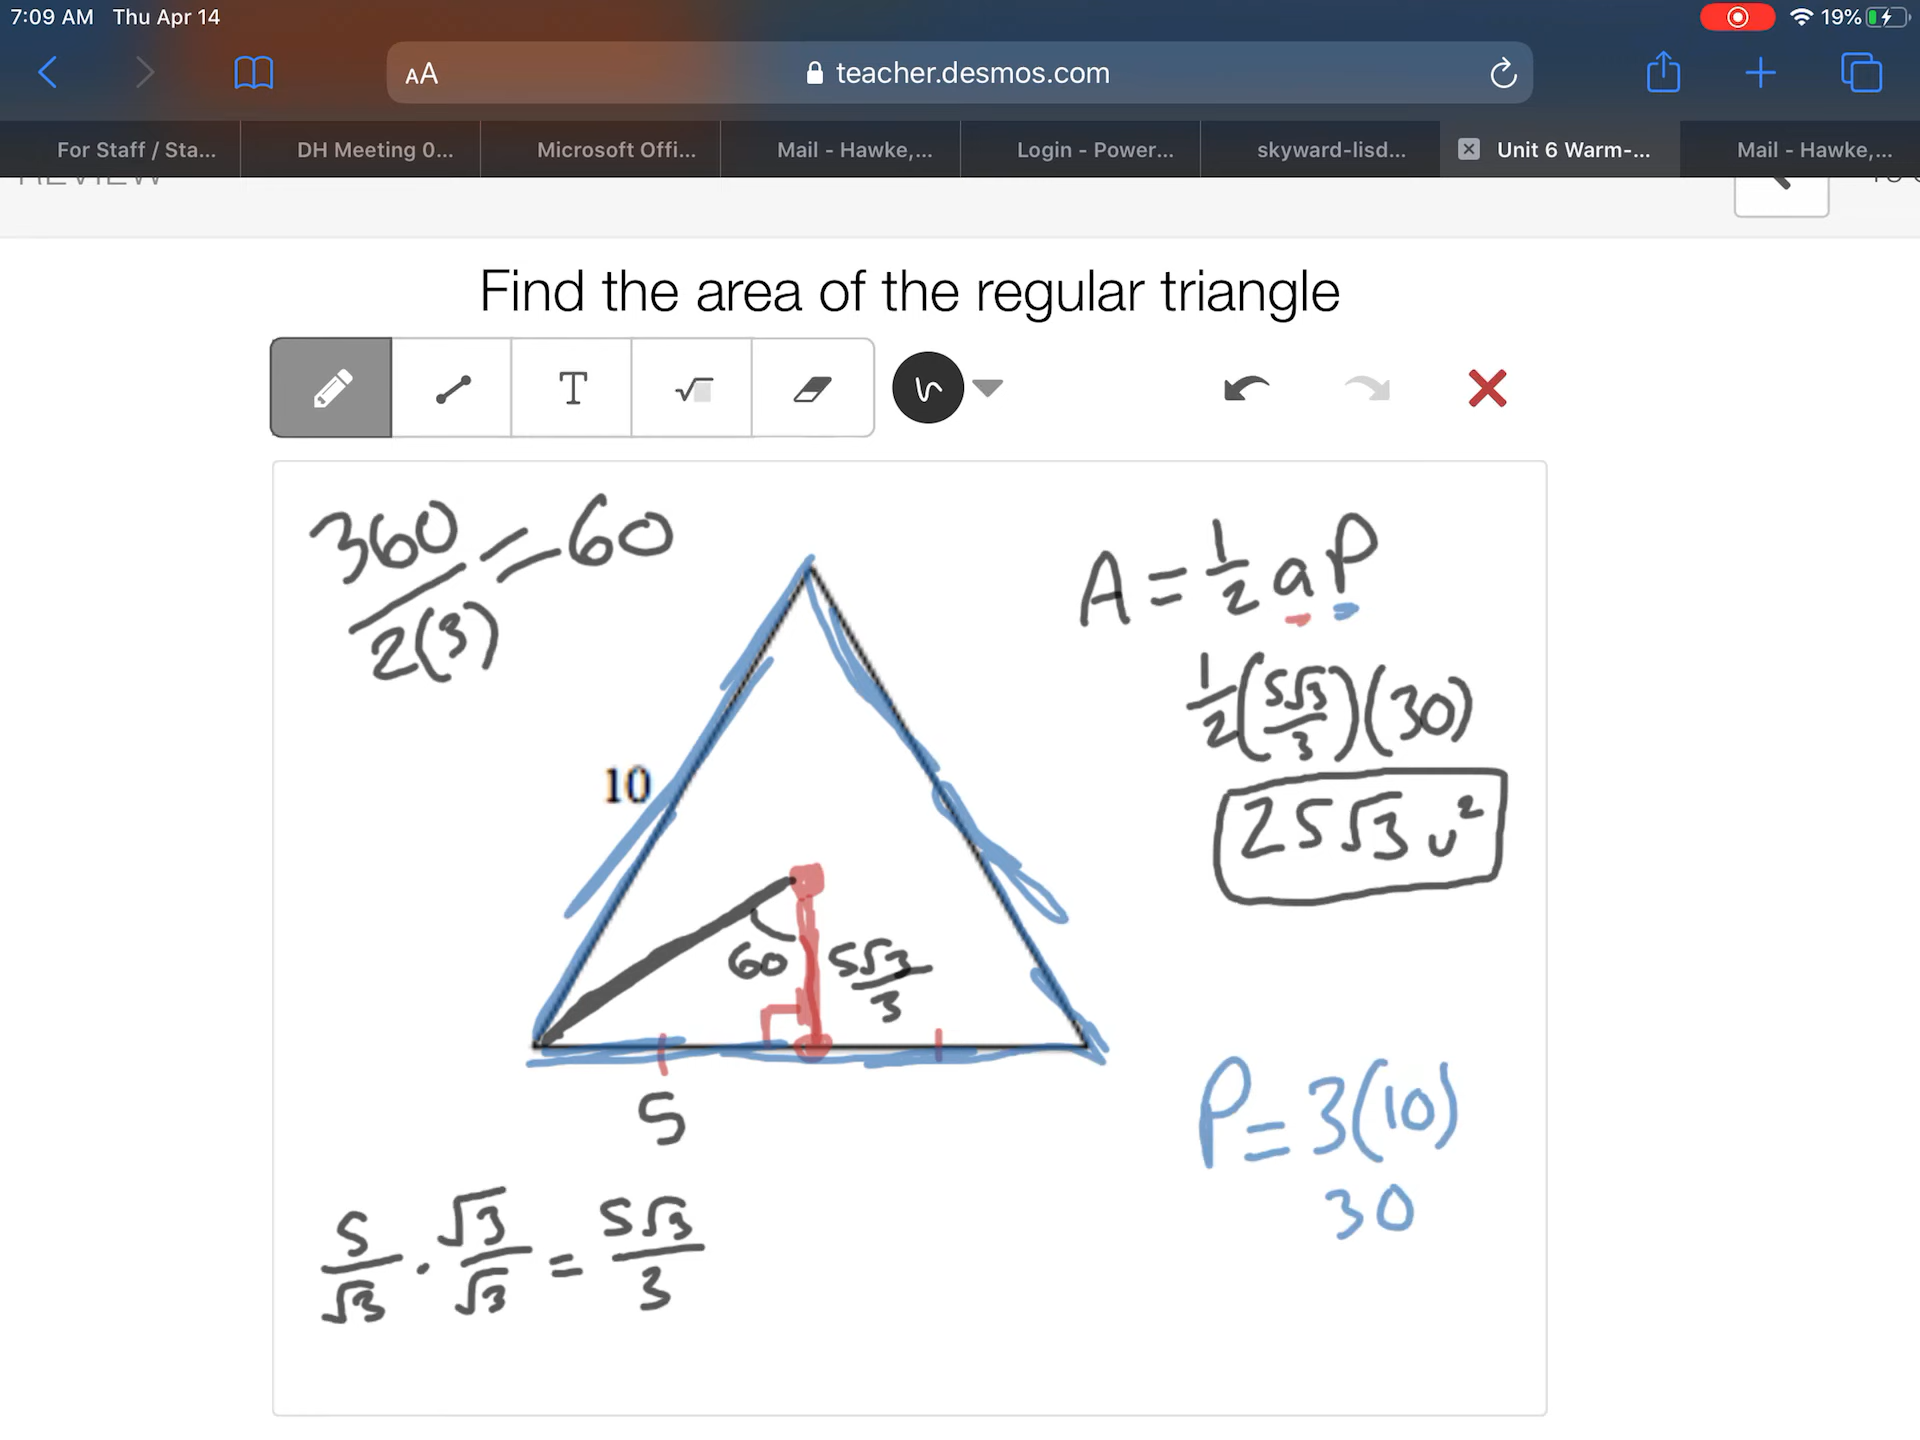 7:09 AM Thu Apr 14
19%
AA
teacher.desmos.com
For Staff / Sta...
DH Meeting 0...
Microsoft Offi...
Mail - Hawke,...
Login - Power...
skyward-lisd...
Unit 6 Warm-...
Mail - Hawke,...
REVIEW
Find the area of the regular triangle
T
√
360/2(3) = 60
A = 1/2 a P
1/2 (5√3/3)(30)
25√3 u²
10
60
5√3/3
5
P = 3(10)
30
5/√3 · √3/√3 = 5√3/3